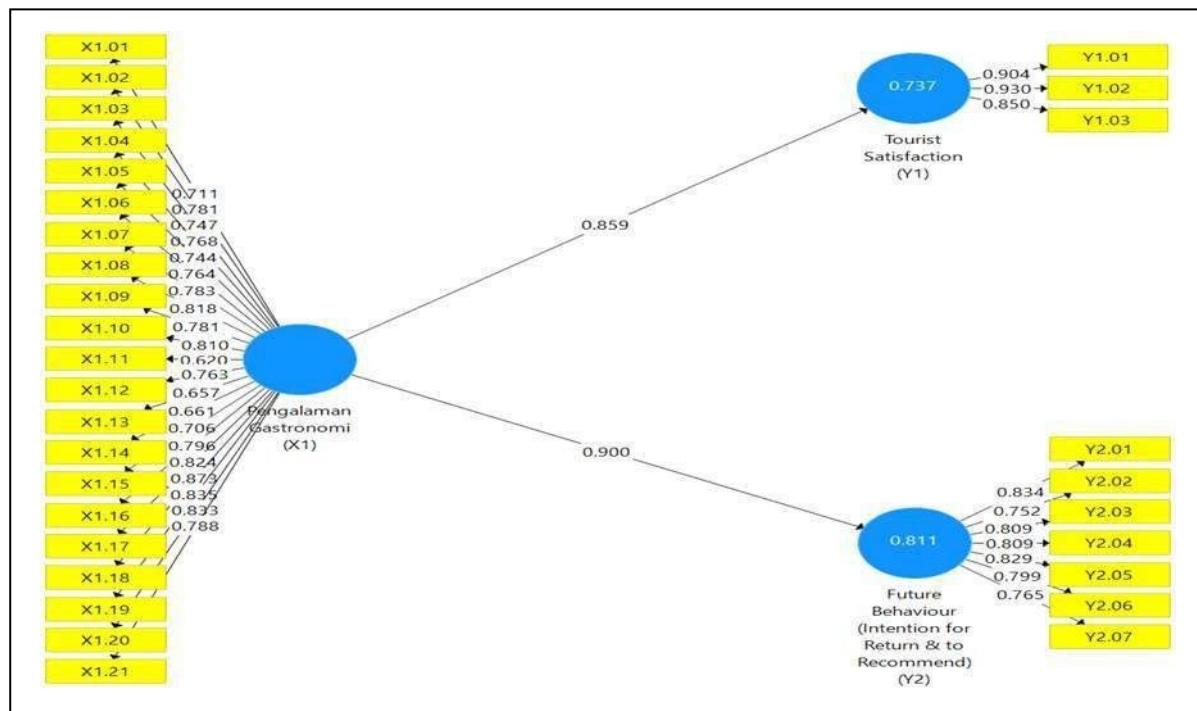 X1.01
X1.02
X1.03
X1.04
X1.05
X1.06
X1.07
X1.08
X1.09
X1.10
X1.11
X1.12
X1.13
X1.14
X1.15
X1.16
X1.17
X1.18
X1.19
X1.20
X1.21
0.711
0.781
0.747
0.768
0.744
0.764
0.783
0.818
0.781
0.810
0.620
0.763
0.657
0.661
0.706
0.796
0.824
0.873
0.835
0.833
0.788
Pengalaman
Gastronomi
(X1)
0.859
0.900
0.737
Tourist
Satisfaction
(Y1)
0.904
0.930
0.850
Y1.01
Y1.02
Y1.03
0.811
Future
Behaviour
(Intention for
Return & to
Recommend)
(Y2)
0.834
0.752
0.809
0.809
0.829
0.799
0.765
Y2.01
Y2.02
Y2.03
Y2.04
Y2.05
Y2.06
Y2.07